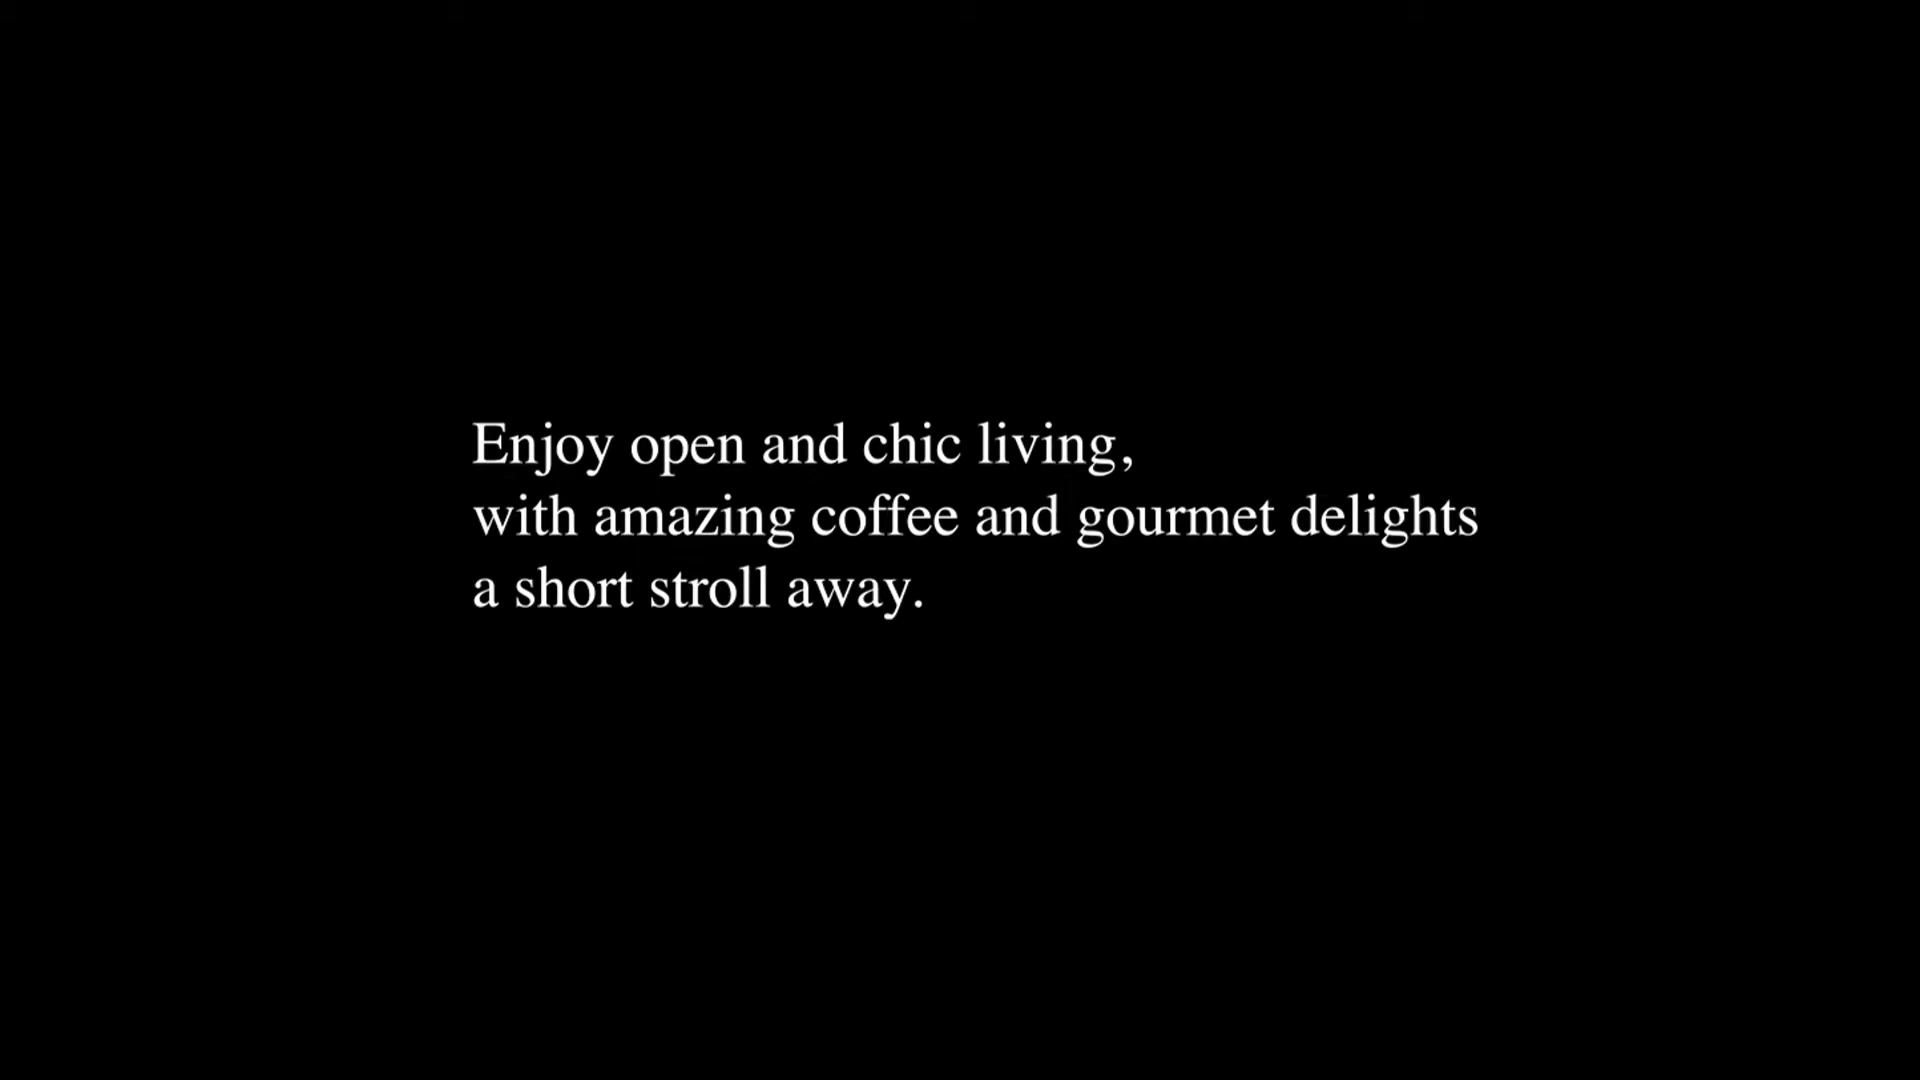 Enjoy open and chic living,
with amazing coffee and gourmet delights
a short stroll away.